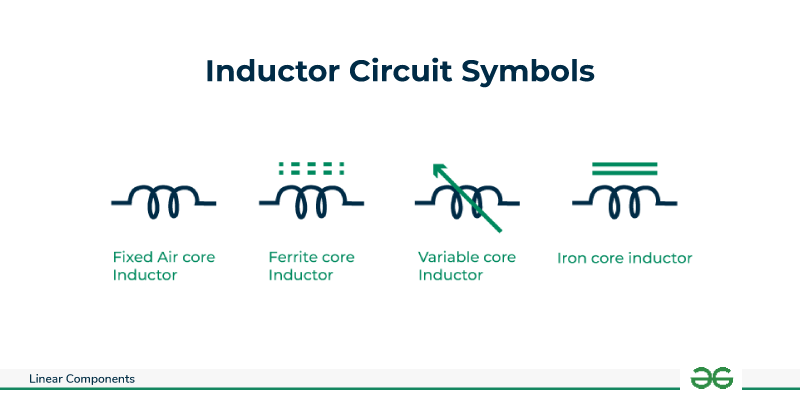 Inductor Circuit Symbols
Fixed Air core
Inductor
Ferrite core
Inductor
Variable core
Inductor
Iron core inductor
Linear Components